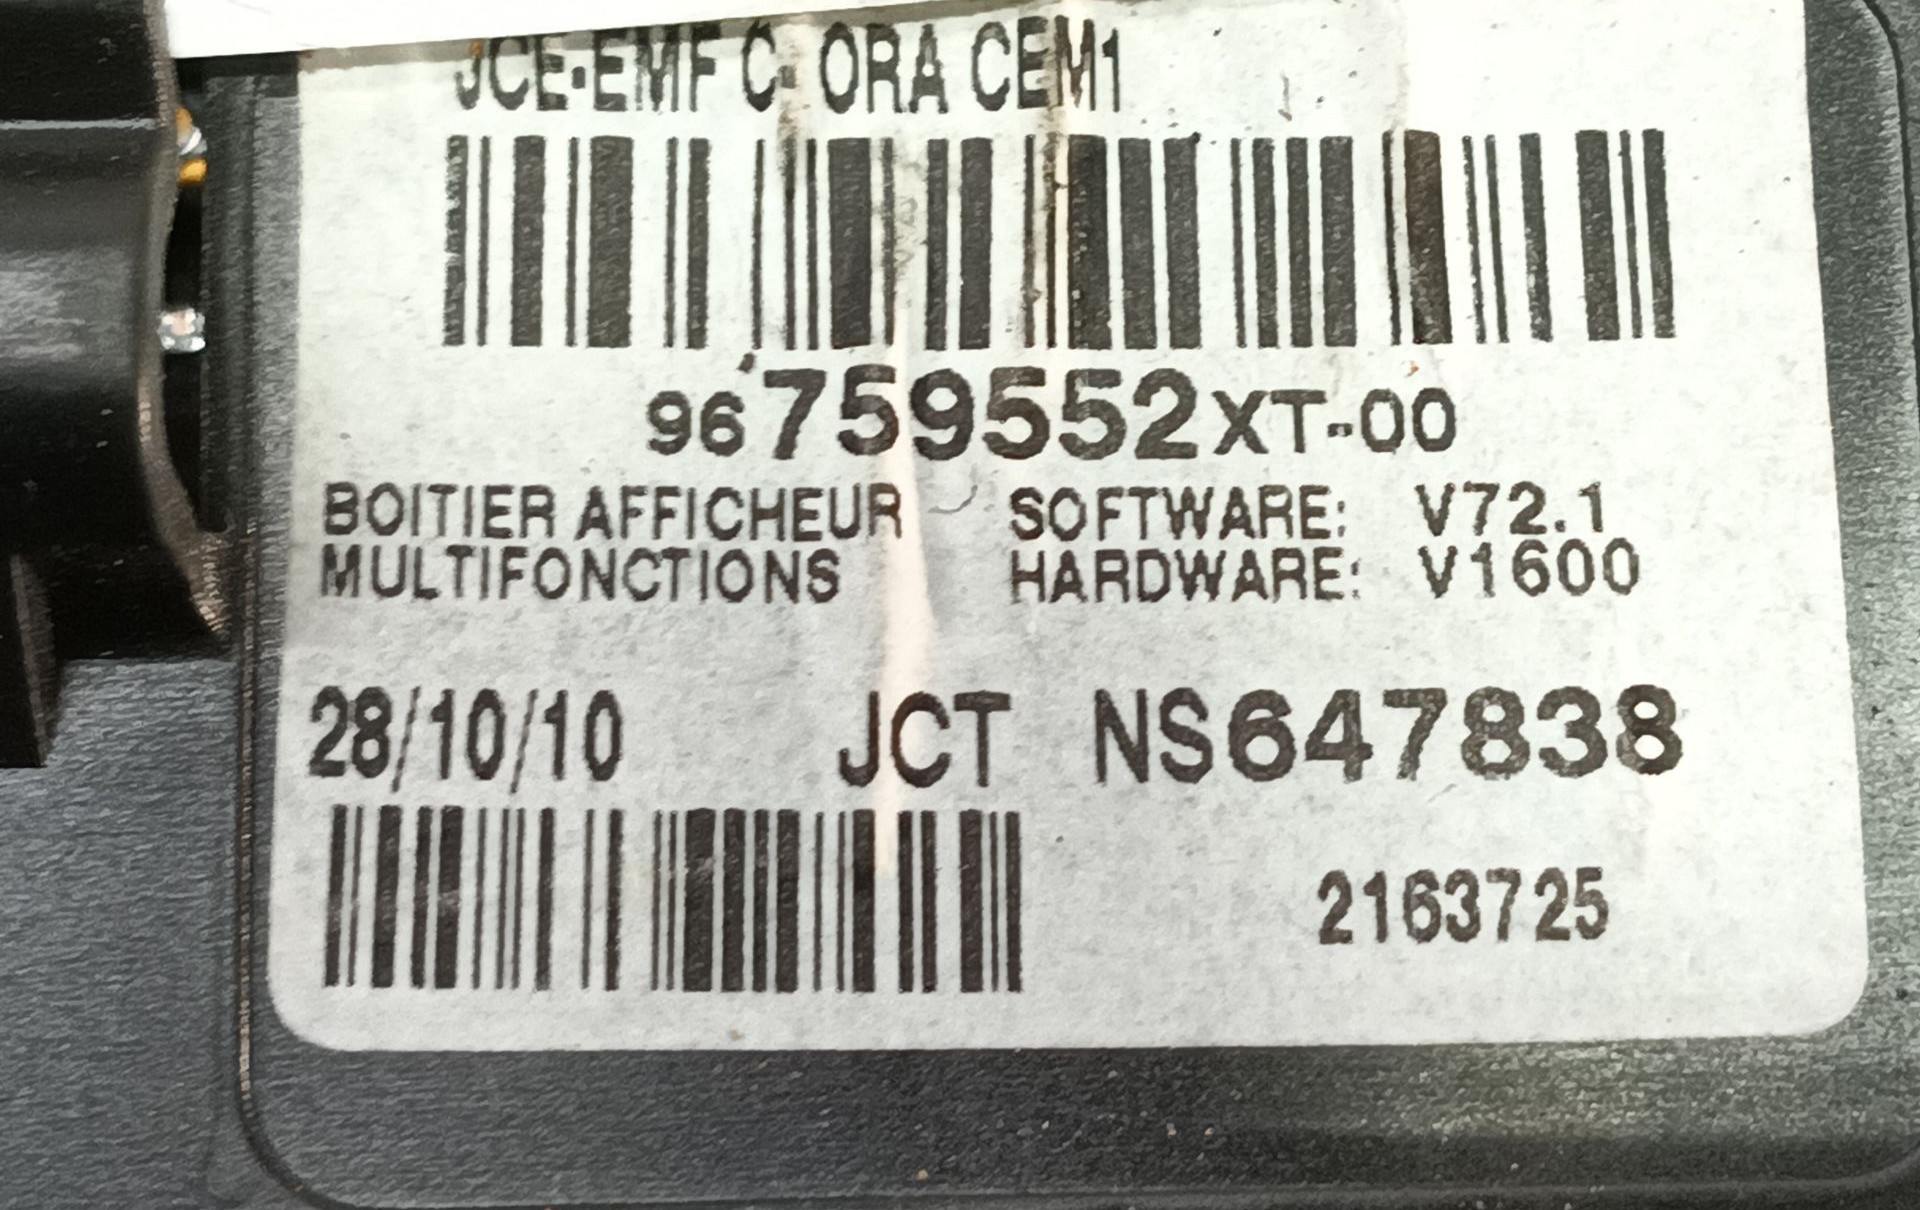 JCE-EMF C- ORA CEM1
96759552XT-00
BOITIER AFFICHEUR SOFTWARE: V72.1
MULTIFONCTIONS HARDWARE: V1600
28/10/10 JCT NS647838
2163725